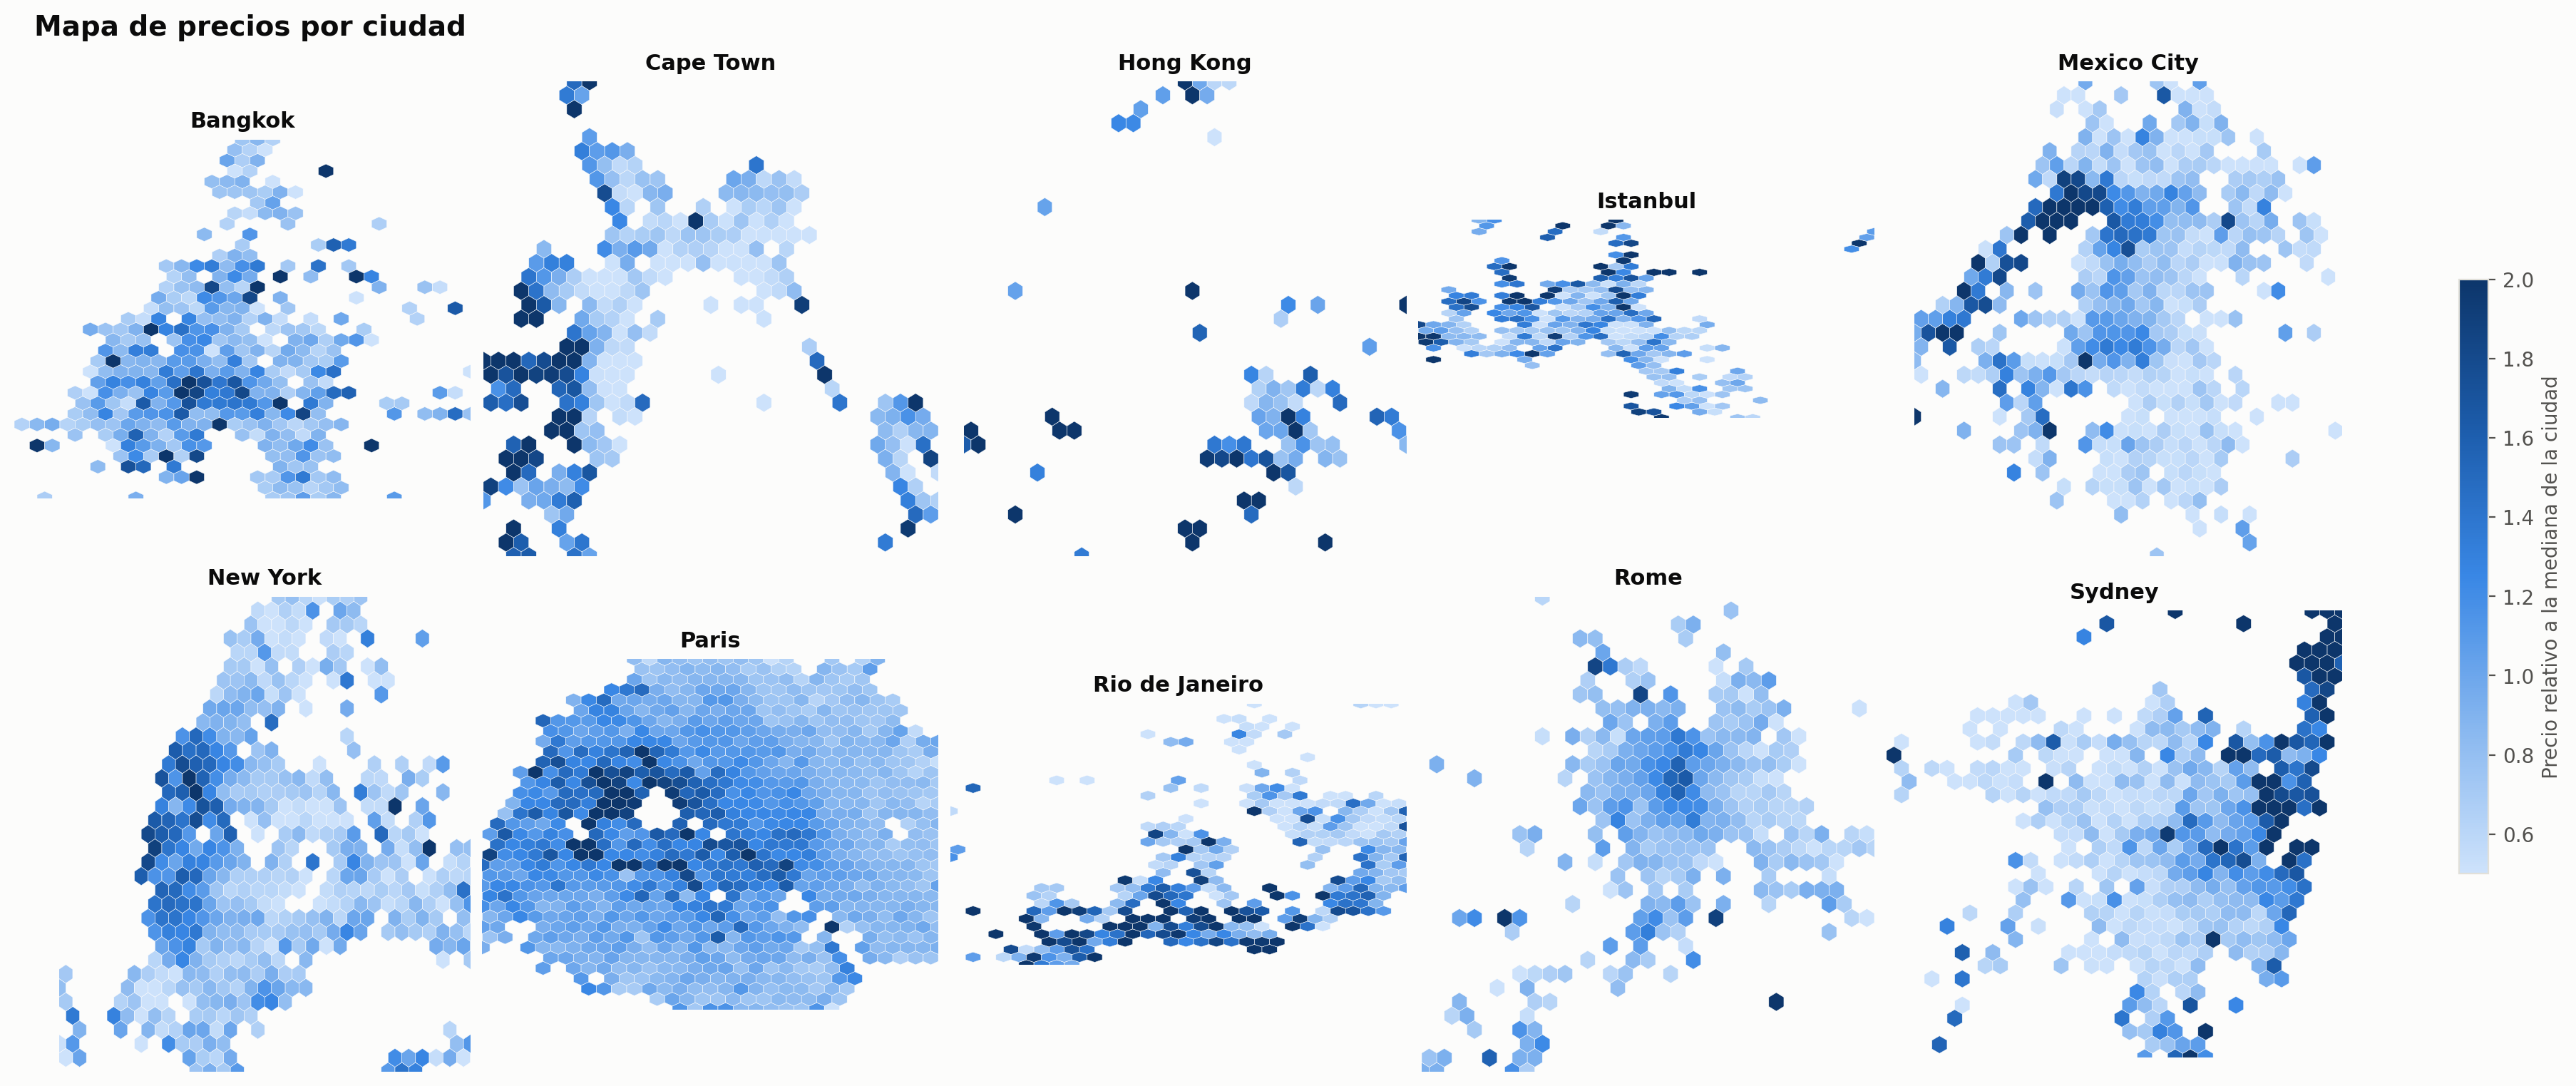 Mapa de precios por ciudad
Bangkok
Cape Town
Hong Kong
Istanbul
Mexico City
New York
Paris
Rio de Janeiro
Rome
Sydney
2.0
1.8
1.6
1.4
1.2
1.0
0.8
0.6
Precio relativo a la mediana de la ciudad